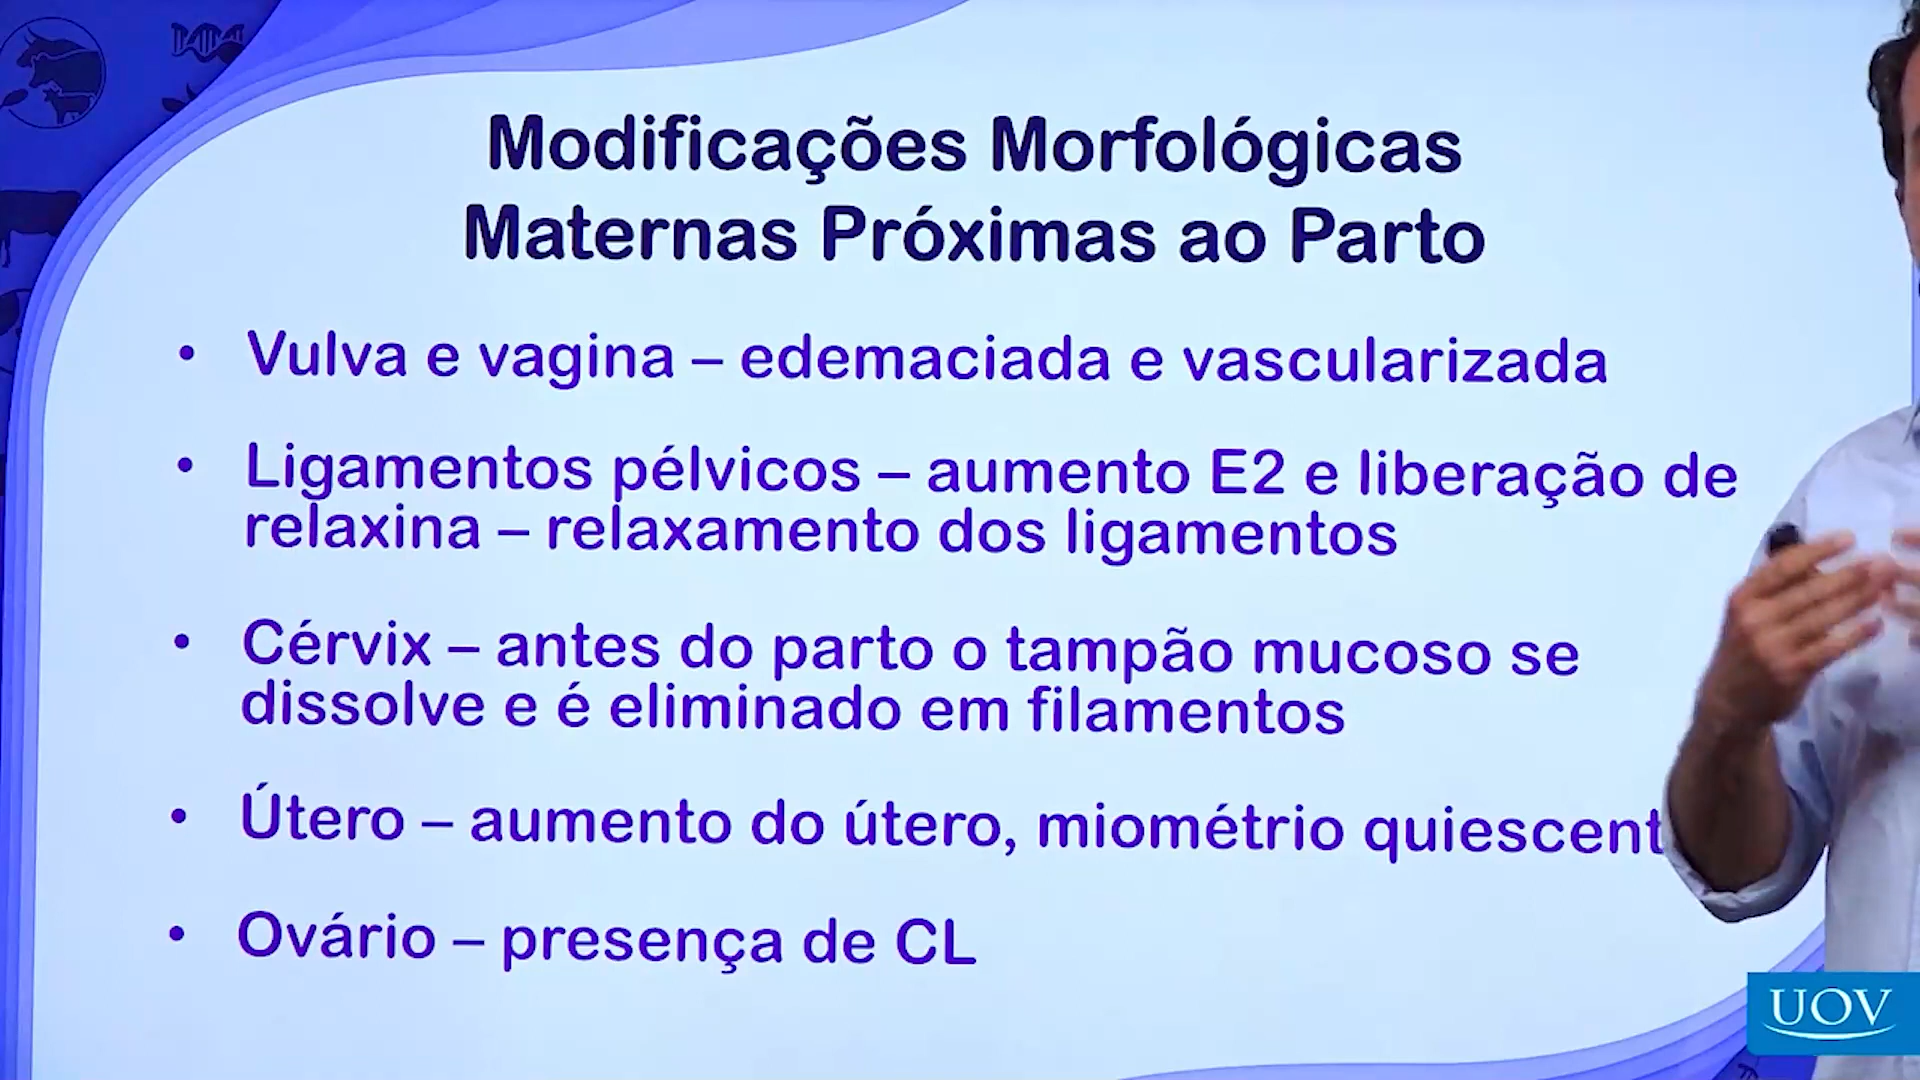 Modificações Morfológicas
Maternas Próximas ao Parto
• Vulva e vagina – edemaciada e vascularizada
• Ligamentos pélvicos – aumento E2 e liberação de
relaxina – relaxamento dos ligamentos
• Cérvix – antes do parto o tampão mucoso se
dissolve e é eliminado em filamentos
• Útero – aumento do útero, miométrio quiescent
• Ovário – presença de CL
UOV